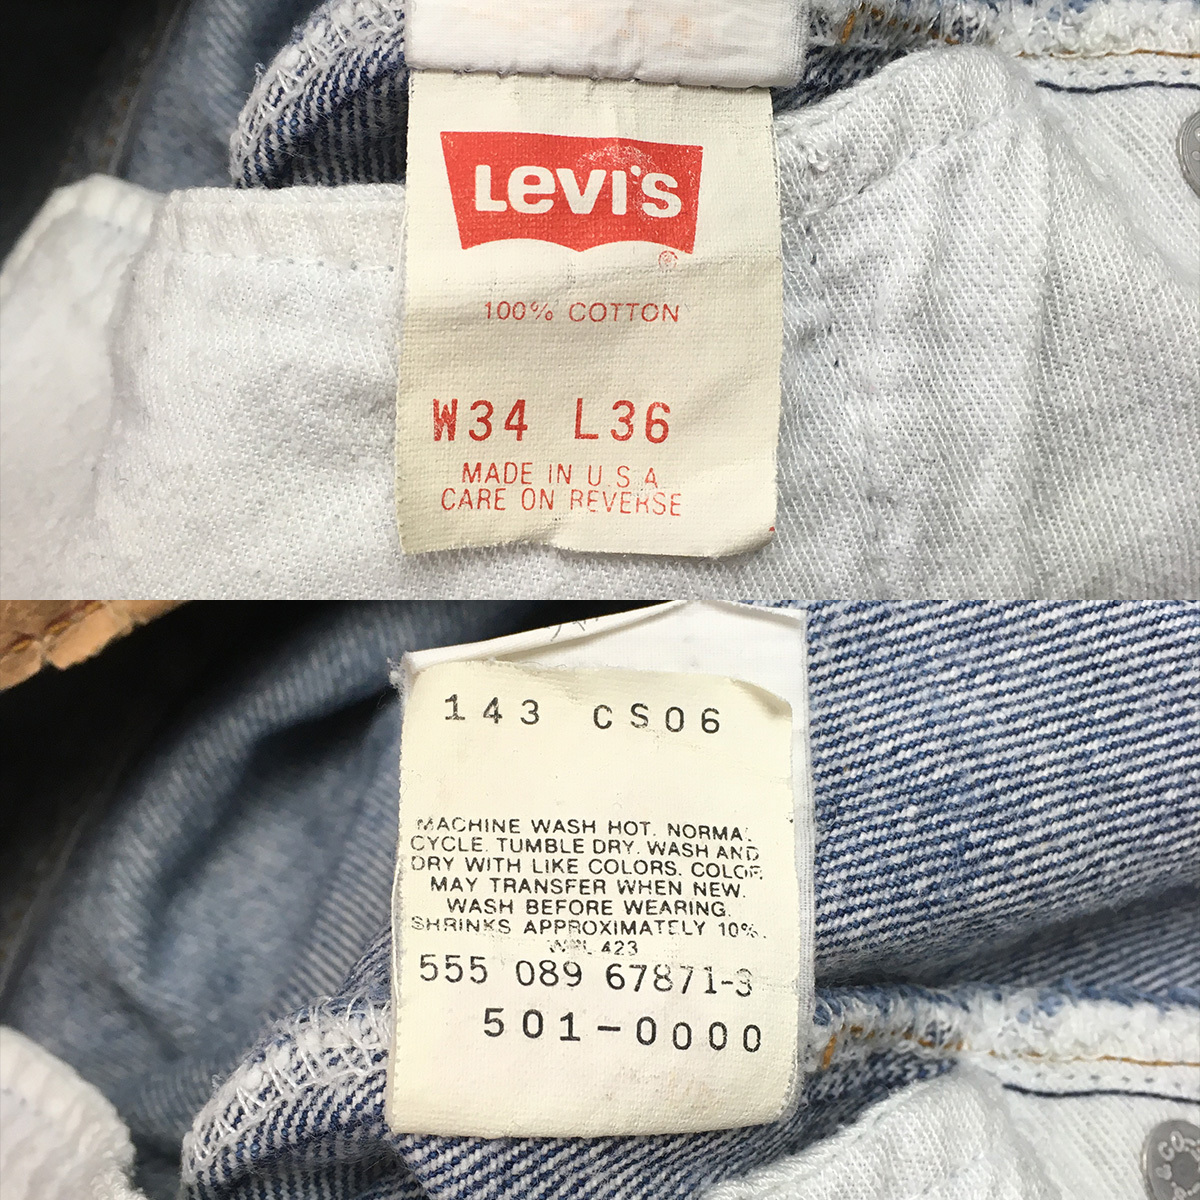 Levi's
®
100% COTTON
W34 L36
MADE IN U.S.A
CARE ON REVERSE
143 CS06
MACHINE WASH HOT. NORMAL
CYCLE. TUMBLE DRY. WASH AND
DRY WITH LIKE COLORS. COLOR
MAY TRANSFER WHEN NEW.
WASH BEFORE WEARING.
SHRINKS APPROXIMATELY 10%.
423
555 089 67871-3
501-0000
& CO